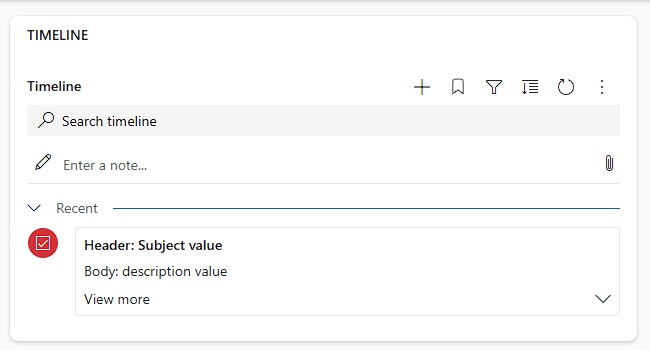 TIMELINE
Timeline
Search timeline
Enter a note...
Recent
Header: Subject value
Body: description value
View more